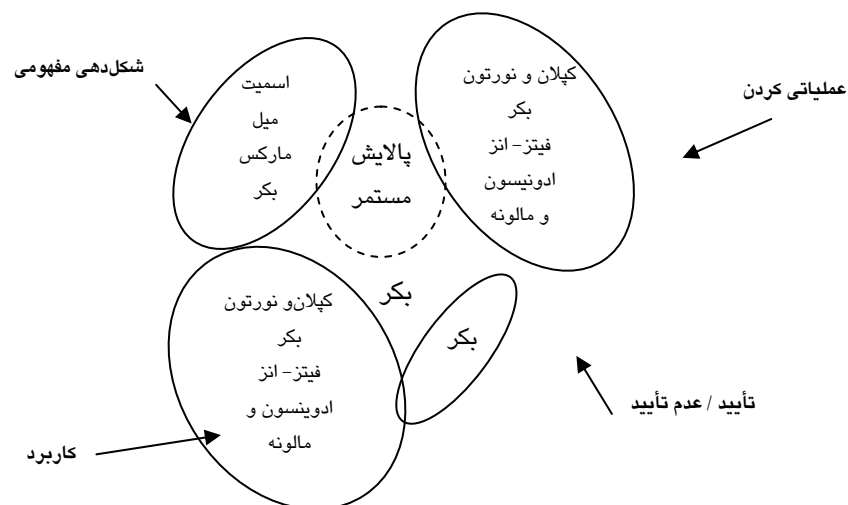 شکل‌دهی مفهومی
اسمیت
میل
مارکس
بکر
کپلان و نورتون
بکر
فیتز- انز
ادونیسون
و مالونه
عملیاتی کردن
پالایش
مستمر
بکر
کپلان‌و نورتون
بکر
فیتز- انز
ادوینسون و
مالونه
بکر
تأیید / عدم تأیید
کاربرد